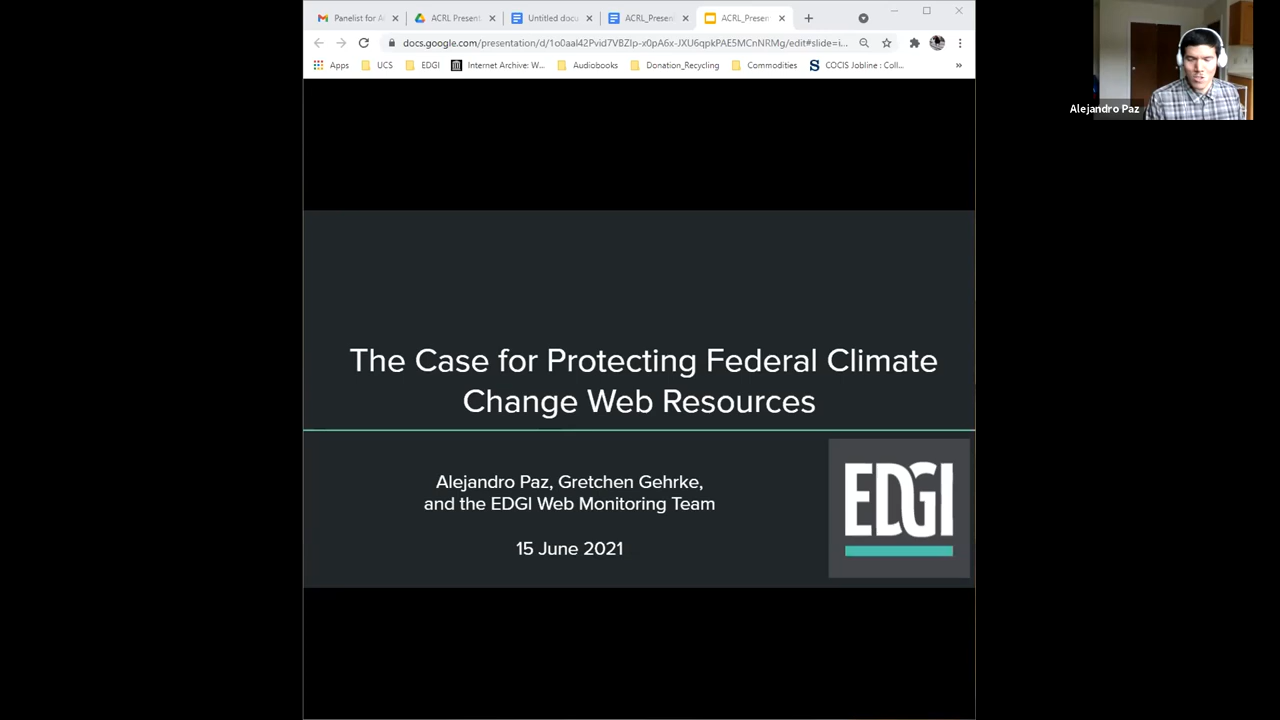 Panelist for A
ACRL Present
Untitled docu
ACRL_Presen
ACRL_Presen
docs.google.com/presentation/d/1o0aal42Pvid7VBZIp-x0pA6x-JXU6qpkPAE5MCnNRMg/edit#slide=i...
Apps
UCS
EDGI
Internet Archive: W...
Audiobooks
Donation_Recycling
Commodities
COCIS Jobline : Coll...
»
Alejandro Paz
The Case for Protecting Federal Climate
Change Web Resources
Alejandro Paz, Gretchen Gehrke,
and the EDGI Web Monitoring Team
15 June 2021
EDGI